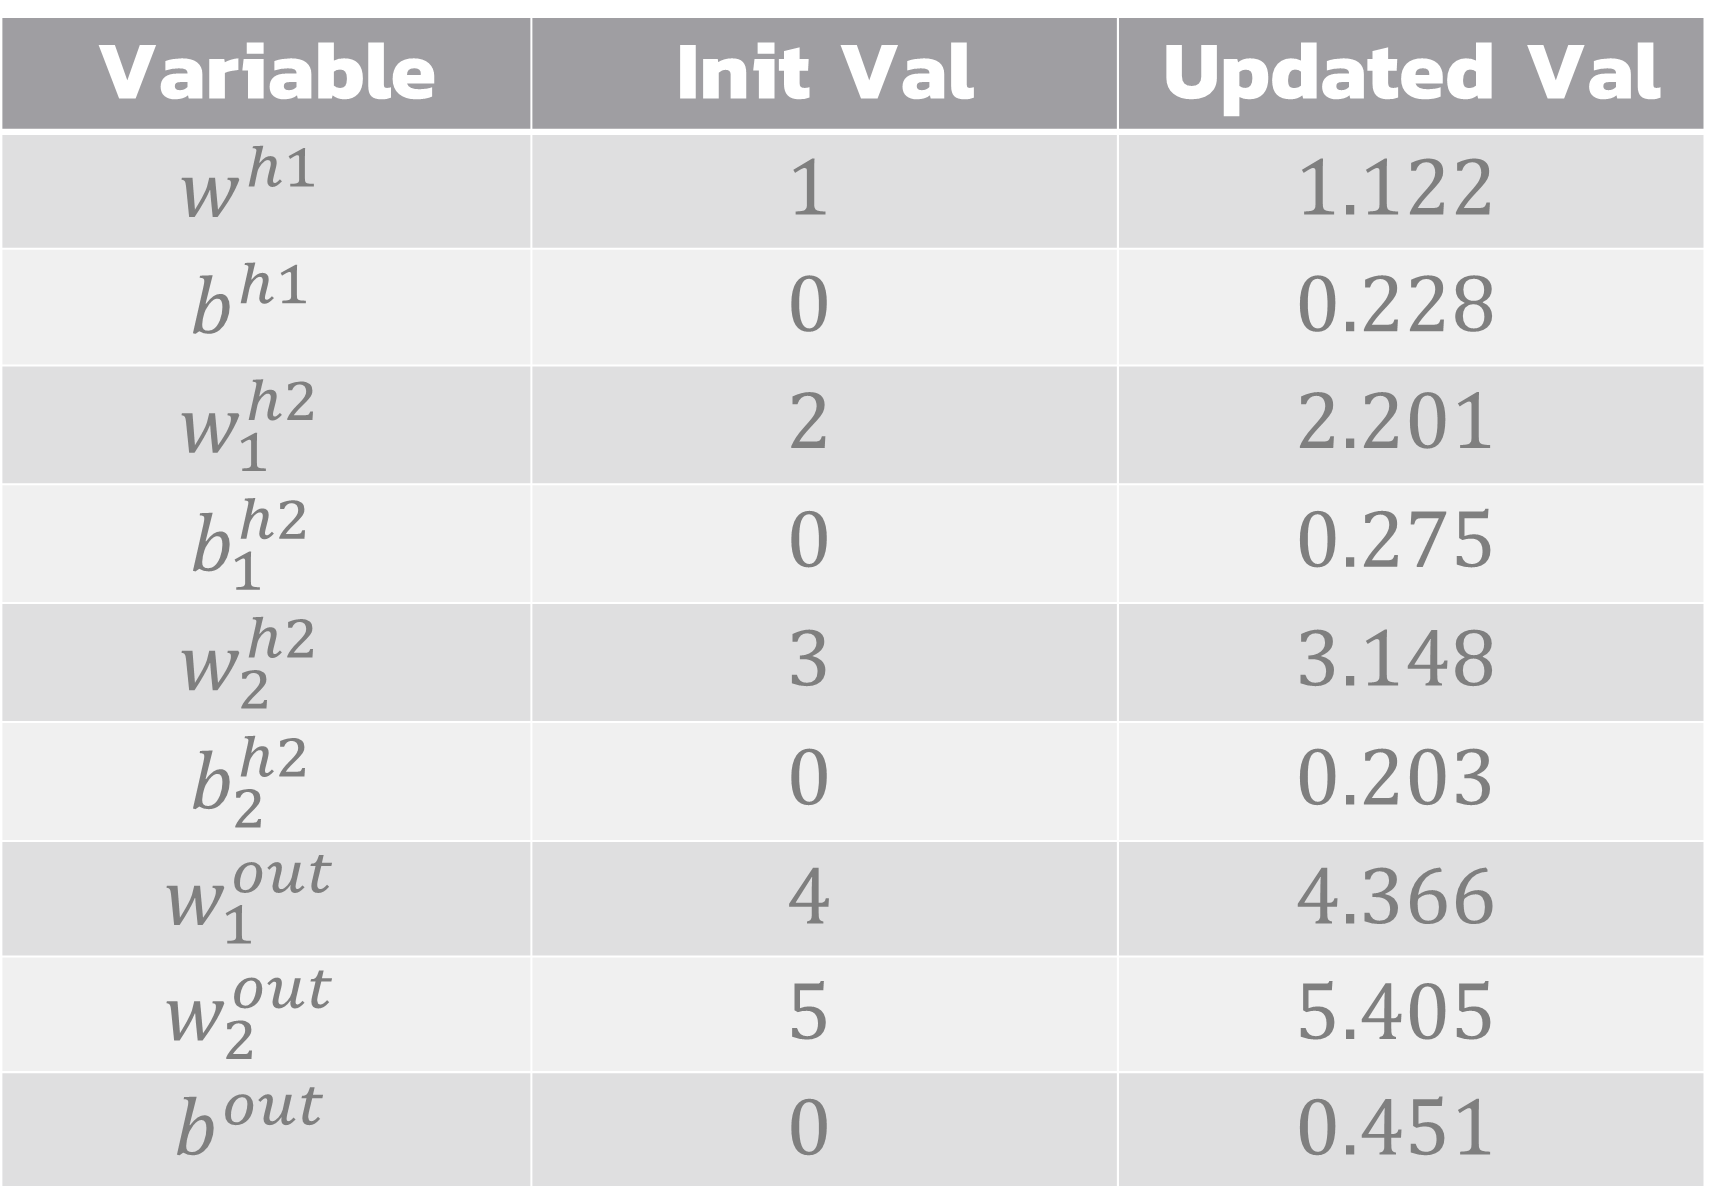 Variable Init Val Updated Val
w^{h1} 1 1.122
b^{h1} 0 0.228
w_1^{h2} 2 2.201
b_1^{h2} 0 0.275
w_2^{h2} 3 3.148
b_2^{h2} 0 0.203
w_1^{out} 4 4.366
w_2^{out} 5 5.405
b^{out} 0 0.451